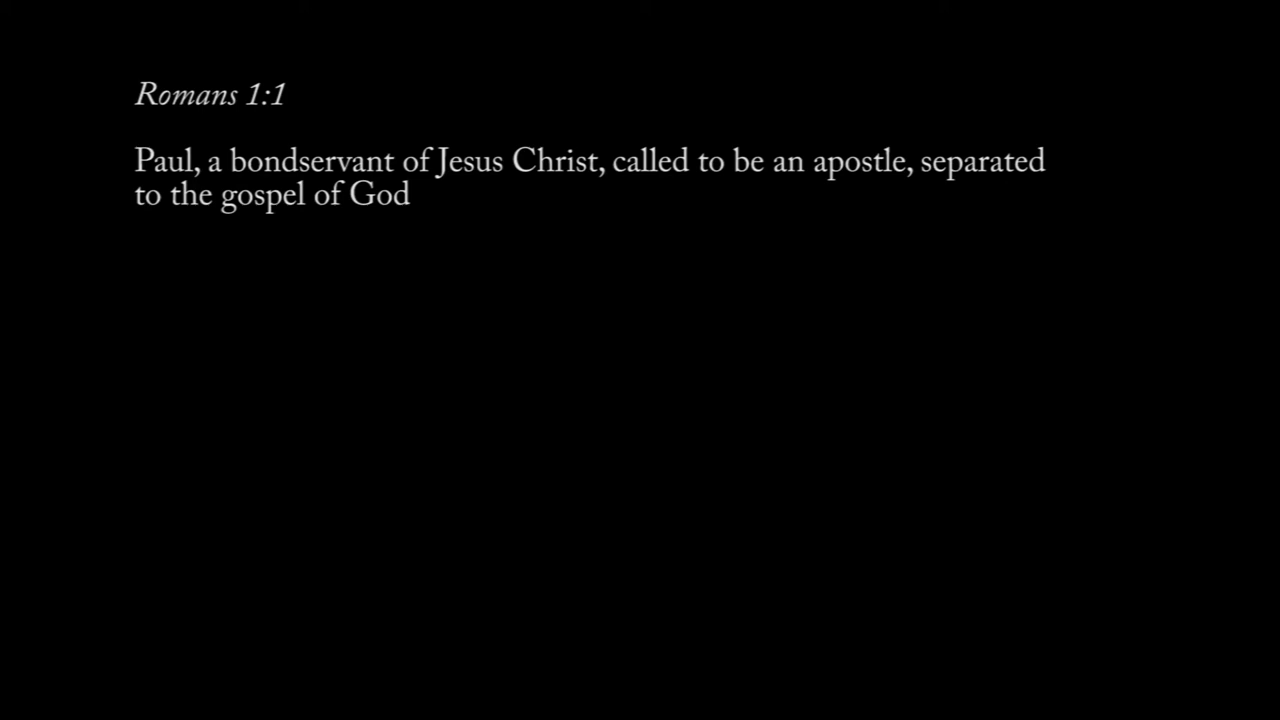 Romans 1:1
Paul, a bondservant of Jesus Christ, called to be an apostle, separated
to the gospel of God